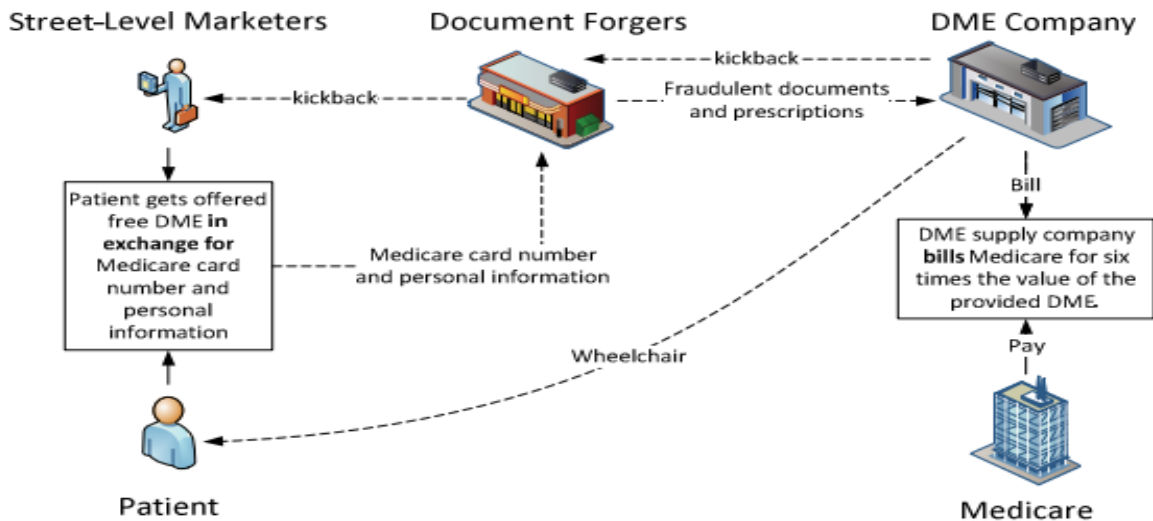 Street-Level Marketers
Document Forgers
DME Company
kickback
kickback
Fraudulent documents
and prescriptions
Patient gets offered
free DME in
exchange for
Medicare card
number and
personal
information
Medicare card number
and personal information
Bill
DME supply company
bills Medicare for six
times the value of the
provided DME.
Pay
Wheelchair
Patient
Medicare